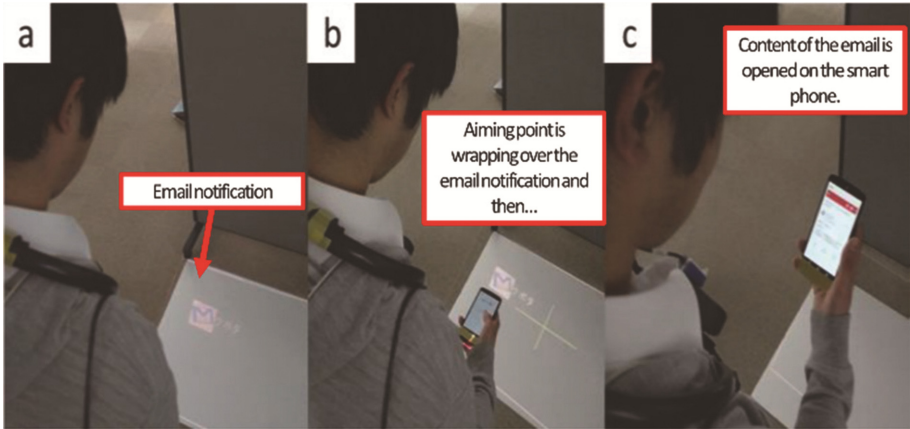 a
Email notification
b
Aiming point is
wrapping over the
email notification and
then...
c
Content of the email is
opened on the smart
phone.